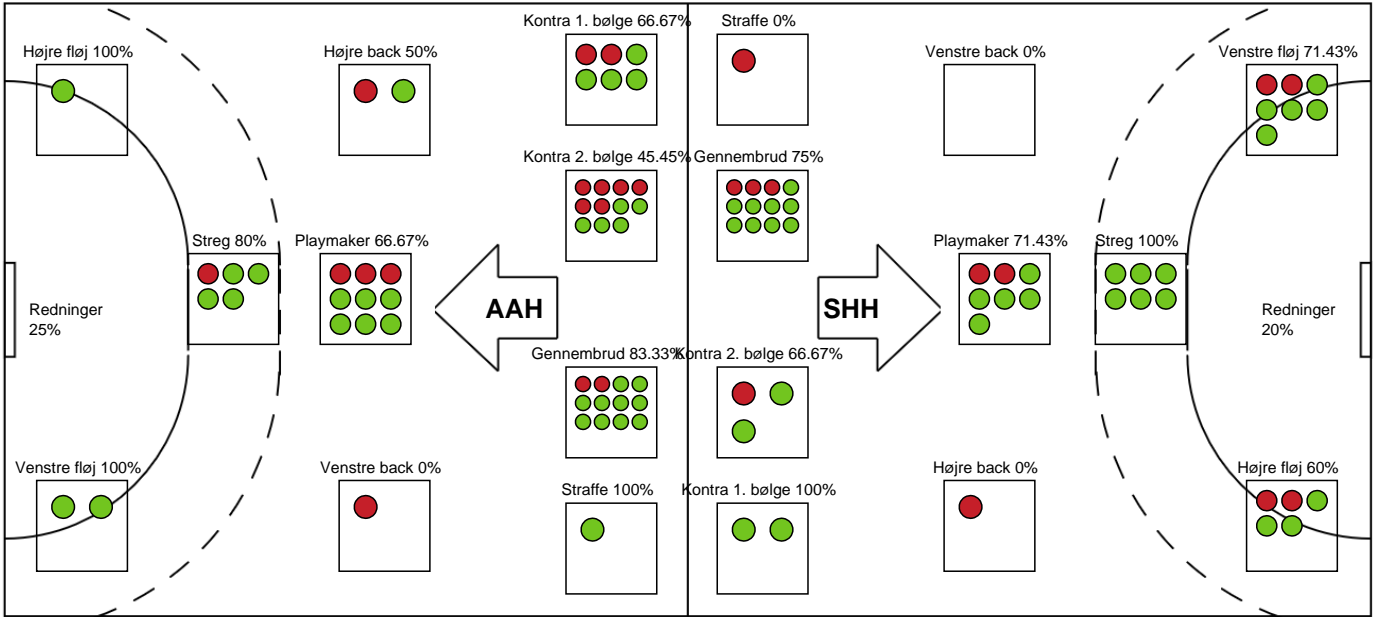 Kontra 1. bølge 66.67%
Straffe 0%
Højre fløj 100%
Højre back 50%
Venstre back 0%
Venstre fløj 71.43%
Kontra 2. bølge 45.45%
Gennembrud 75%
Streg 80%
Playmaker 66.67%
Playmaker 71.43%
Streg 100%
Redninger
25%
AAH
SHH
Redninger
20%
Gennembrud 83.33%
Kontra 2. bølge 66.67%
Venstre fløj 100%
Venstre back 0%
Højre back 0%
Højre fløj 60%
Straffe 100%
Kontra 1. bølge 100%